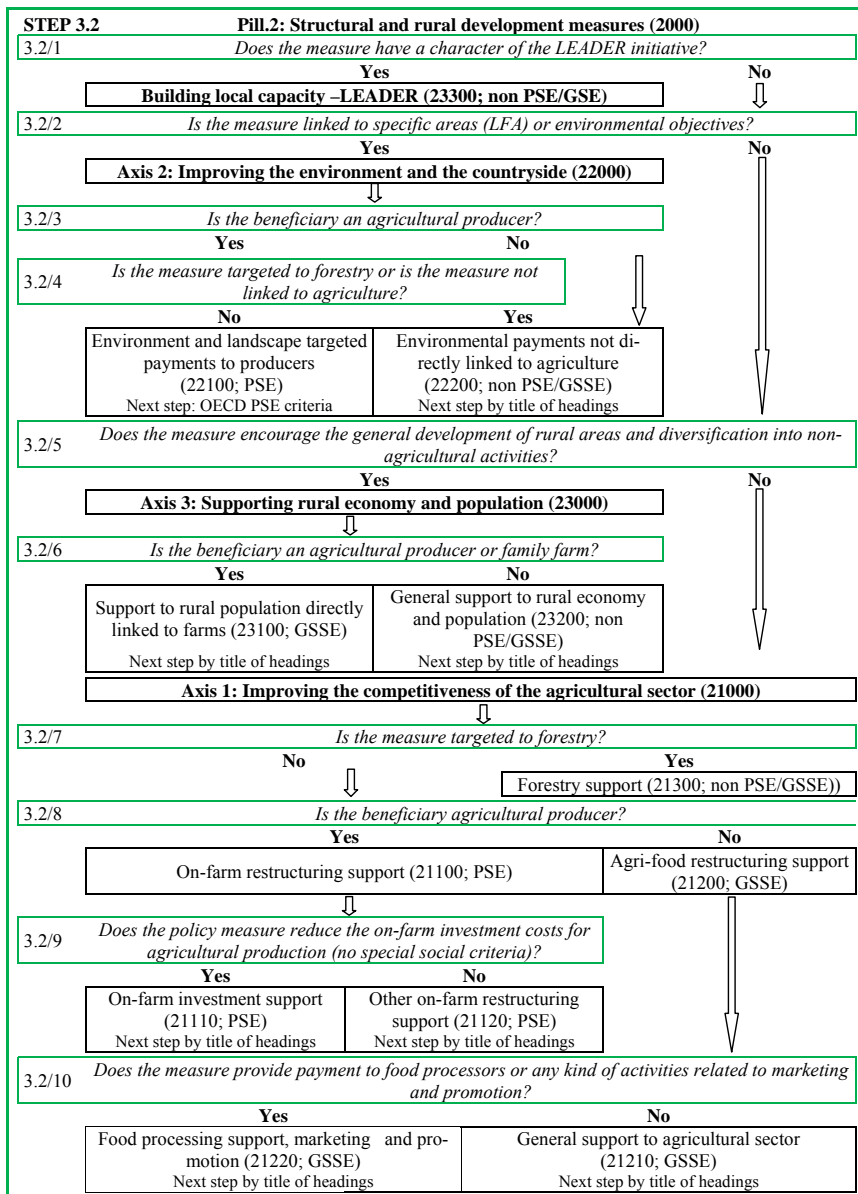 STEP 3.2 Pill.2: Structural and rural development measures (2000)
3.2/1 Does the measure have a character of the LEADER initiative?
Yes No
Building local capacity –LEADER (23300; non PSE/GSE)
3.2/2 Is the measure linked to specific areas (LFA) or environmental objectives?
Yes No
Axis 2: Improving the environment and the countryside (22000)
3.2/3 Is the beneficiary an agricultural producer?
Yes No
3.2/4 Is the measure targeted to forestry or is the measure not
linked to agriculture?
No Yes
Environment and landscape targeted
payments to producers
(22100; PSE)
Next step: OECD PSE criteria
Environmental payments not di-
rectly linked to agriculture
(22200; non PSE/GSSE)
Next step by title of headings
3.2/5 Does the measure encourage the general development of rural areas and diversification into non-
agricultural activities?
Yes No
Axis 3: Supporting rural economy and population (23000)
3.2/6 Is the beneficiary an agricultural producer or family farm?
Yes No
Support to rural population directly
linked to farms (23100; GSSE)
Next step by title of headings
General support to rural economy
and population (23200; non
PSE/GSSE)
Next step by title of headings
Axis 1: Improving the competitiveness of the agricultural sector (21000)
3.2/7 Is the measure targeted to forestry?
No Yes
Forestry support (21300; non PSE/GSSE))
3.2/8 Is the beneficiary agricultural producer?
Yes No
On-farm restructuring support (21100; PSE)
Agri-food restructuring support
(21200; GSSE)
3.2/9 Does the policy measure reduce the on-farm investment costs for
agricultural production (no special social criteria)?
Yes No
On-farm investment support
(21110; PSE)
Next step by title of headings
Other on-farm restructuring
support (21120; PSE)
Next step by title of headings
3.2/10 Does the measure provide payment to food processors or any kind of activities related to marketing
and promotion?
Yes No
Food processing support, marketing and pro-
motion (21220; GSSE)
Next step by title of headings
General support to agricultural sector
(21210; GSSE)
Next step by title of headings